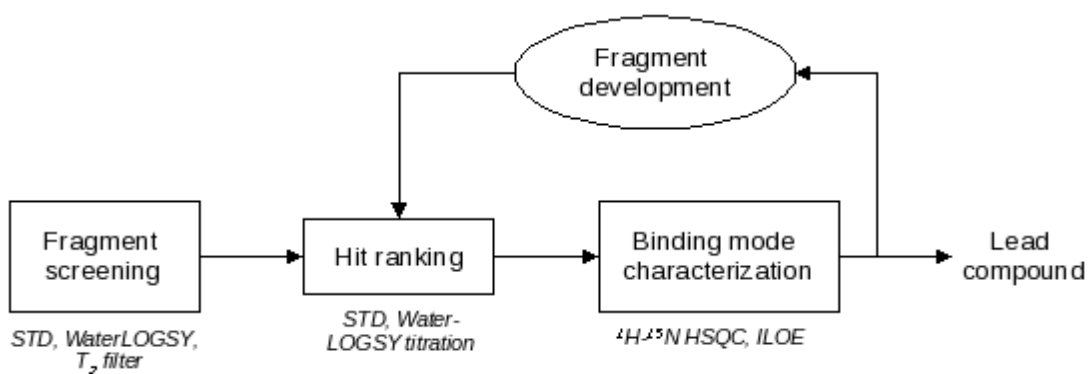 Fragment
development
Fragment
screening
Hit ranking
Binding mode
characterization
Lead
compound
STD, WaterLOGSY,
T₂ filter
STD, Water-
LOGSY titration
¹H-¹⁵N HSQC, ILOE